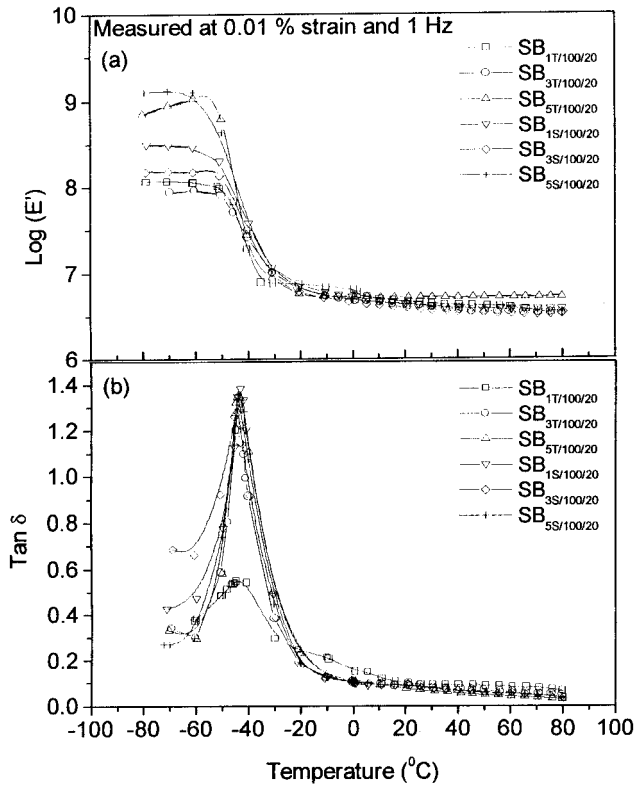 Measured at 0.01 % strain and 1 Hz
(a)
SB1T/100/20
SB3T/100/20
SB5T/100/20
SB1S/100/20
SB3S/100/20
SB5S/100/20
10
9
8
7
6
Log (E')
(b)
SB1T/100/20
SB3T/100/20
SB5T/100/20
SB1S/100/20
SB3S/100/20
SB5S/100/20
1.4
1.2
1.0
0.8
0.6
0.4
0.2
0.0
Tan δ
-100 -80 -60 -40 -20 0 20 40 60 80 100
Temperature (⁰C)